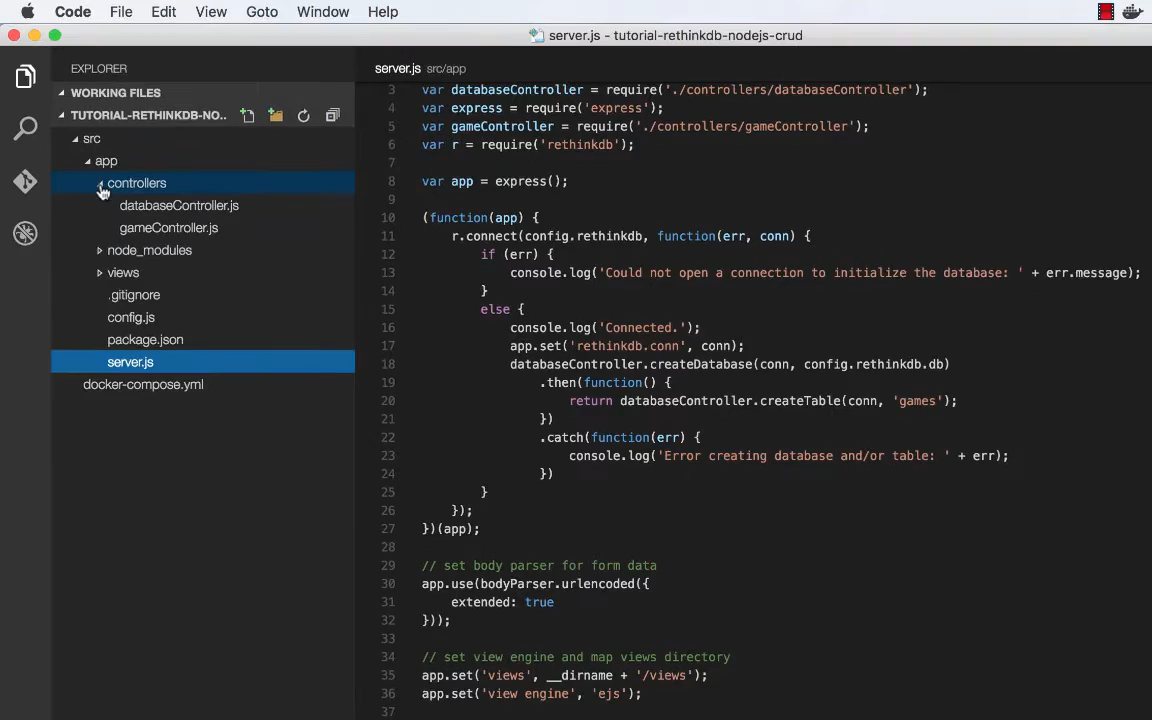 Code File Edit View Goto Window Help
server.js - tutorial-rethinkdb-nodejs-crud
EXPLORER
WORKING FILES
TUTORIAL-RETHINKDB-NO..
src
app
controllers
databaseController.js
gameController.js
node_modules
views
.gitignore
config.js
package.json
server.js
docker-compose.yml
server.js src/app
3 var databaseController = require('./controllers/databaseController');
4 var express = require('express');
5 var gameController = require('./controllers/gameController');
6 var r = require('rethinkdb');
7
8 var app = express();
9
10 (function(app) {
11 r.connect(config.rethinkdb, function(err, conn) {
12 if (err) {
13 console.log('Could not open a connection to initialize the database: ' + err.message);
14 }
15 else {
16 console.log('Connected.');
17 app.set('rethinkdb.conn', conn);
18 databaseController.createDatabase(conn, config.rethinkdb.db)
19 .then(function() {
20 return databaseController.createTable(conn, 'games');
21 })
22 .catch(function(err) {
23 console.log('Error creating database and/or table: ' + err);
24 })
25 }
26 });
27 })(app);
28
29 // set body parser for form data
30 app.use(bodyParser.urlencoded({
31 extended: true
32 }));
33
34 // set view engine and map views directory
35 app.set('views', __dirname + '/views');
36 app.set('view engine', 'ejs');
37